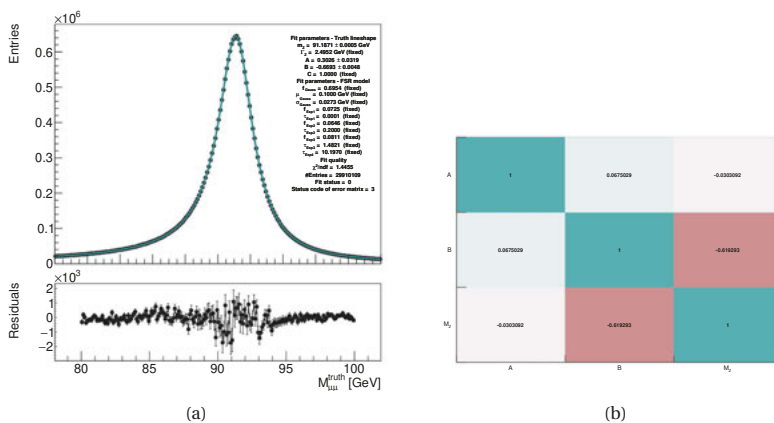 ×10⁶
Entries
0.6
0.5
0.4
0.3
0.2
0.1
0
Fit parameters - Truth lineshape
m_Z = 91.1871 ± 0.0005 GeV
Γ_Z = 2.4952 GeV (fixed)
A = 0.3026 ± 0.0319
B = -0.6693 ± 0.0048
C = 1.0000 (fixed)
Fit parameters - FSR model
f_Gauss = 0.6954 (fixed)
μ_Gauss = 0.1000 GeV (fixed)
σ_Gauss = 0.0273 GeV (fixed)
f_Exp1 = 0.0725 (fixed)
τ_Exp1 = 0.0001 (fixed)
f_Exp2 = 0.0646 (fixed)
τ_Exp2 = 0.2000 (fixed)
f_Exp3 = 0.0811 (fixed)
τ_Exp3 = 1.4821 (fixed)
τ_Exp4 = 10.1970 (fixed)
Fit quality
χ²/ndf = 1.4455
#Entries = 29910109
Fit status = 0
Status code of error matrix = 3
×10³
Residuals
2
1
0
−1
−2
80 85 90 95 100
M^truth_μμ [GeV]
(a)
A
1 0.0675029 -0.0303092
B
0.0675029 1 -0.619293
M_Z
-0.0303092 -0.619293 1
A B M_Z
(b)